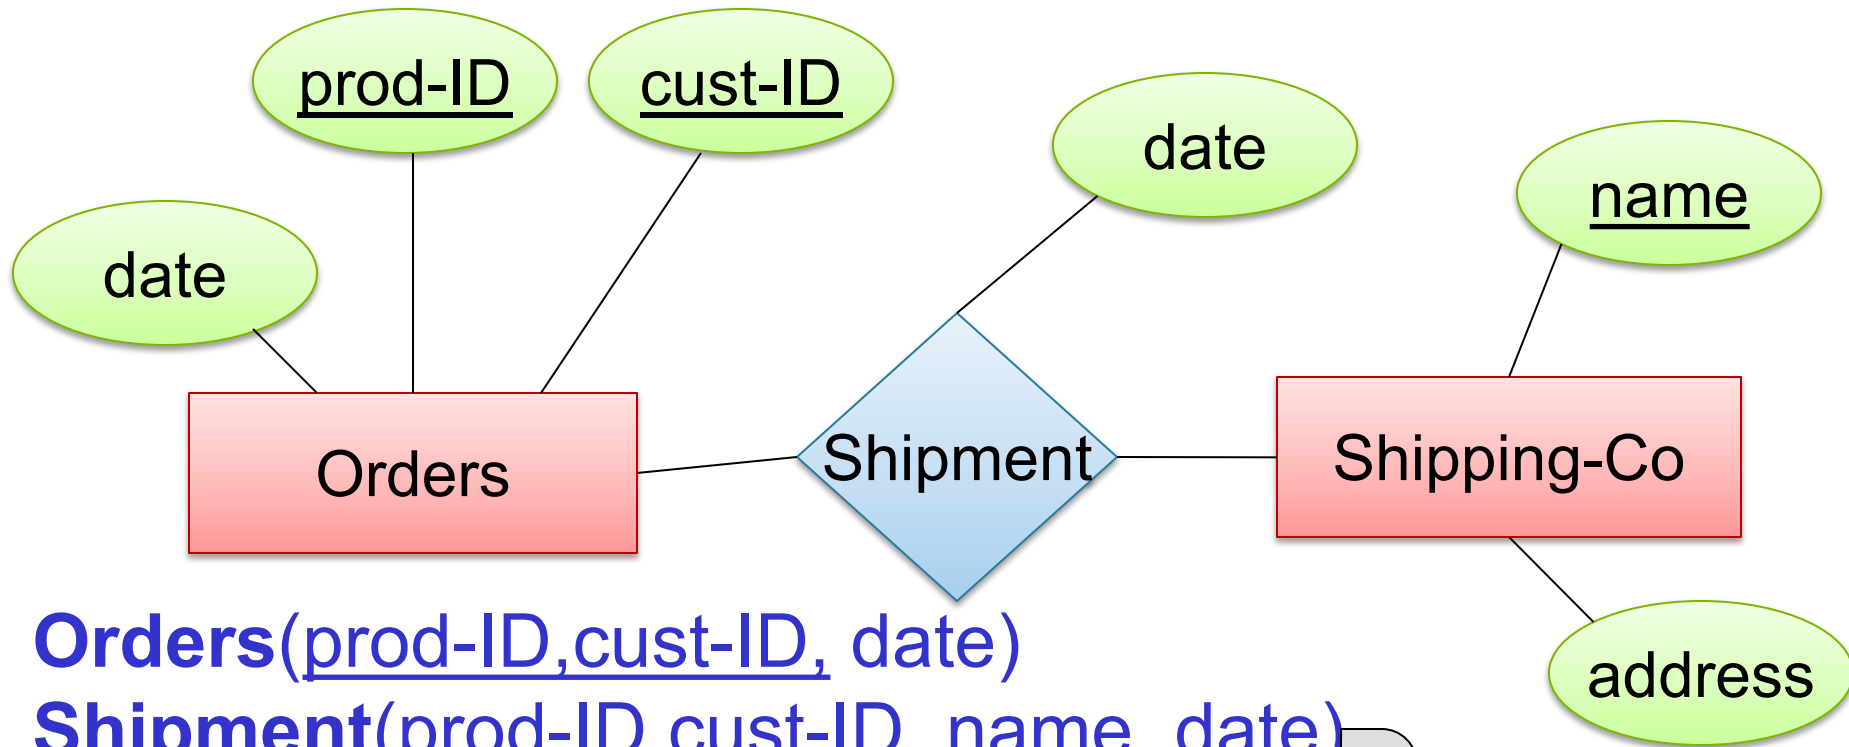 prod-ID
cust-ID
date
name
date
Orders
Shipment
Shipping-Co
Orders(prod-ID,cust-ID, date)
address
Shipment(prod-ID,cust-ID, name, date)